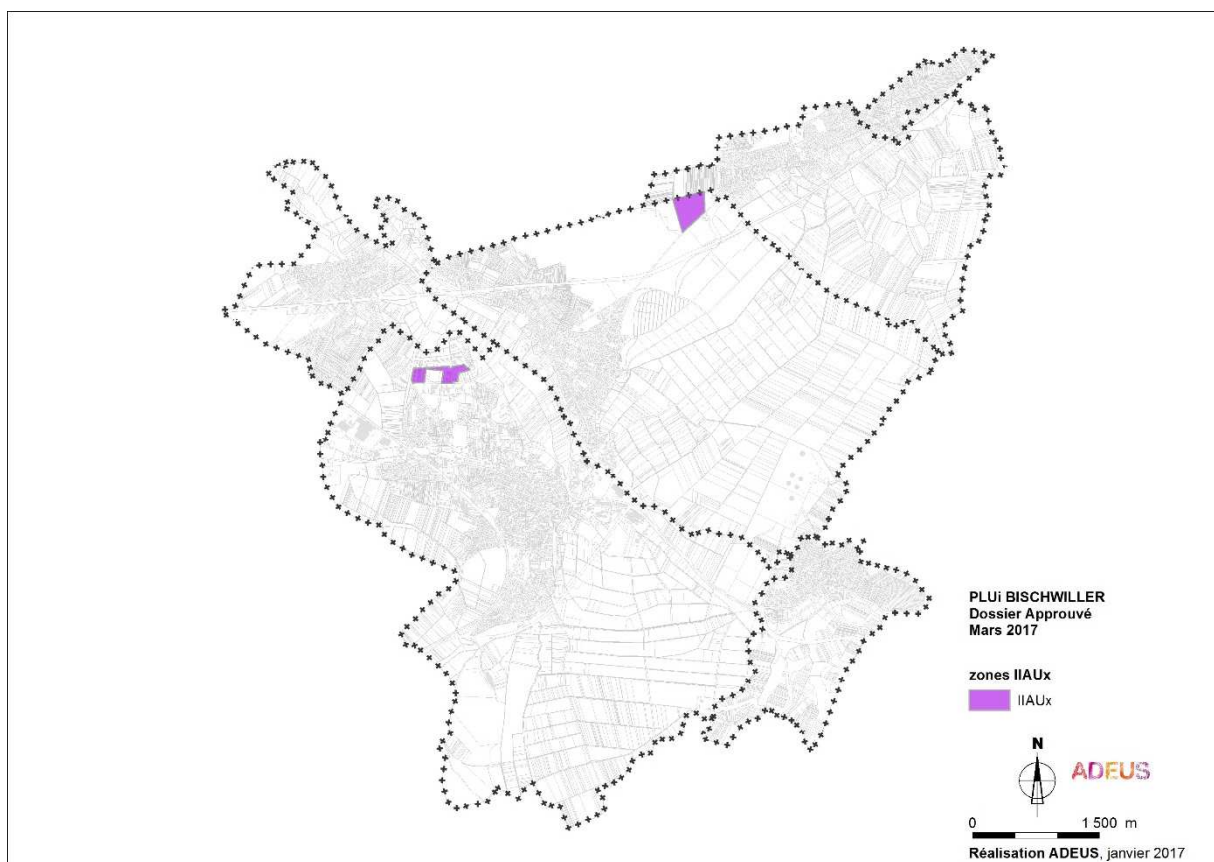 PLUi BISCHWILLER
Dossier Approuvé
Mars 2017
zones IIAUx
IIAUx
N
ADEUS
0 1 500 m
Réalisation ADEUS, janvier 2017